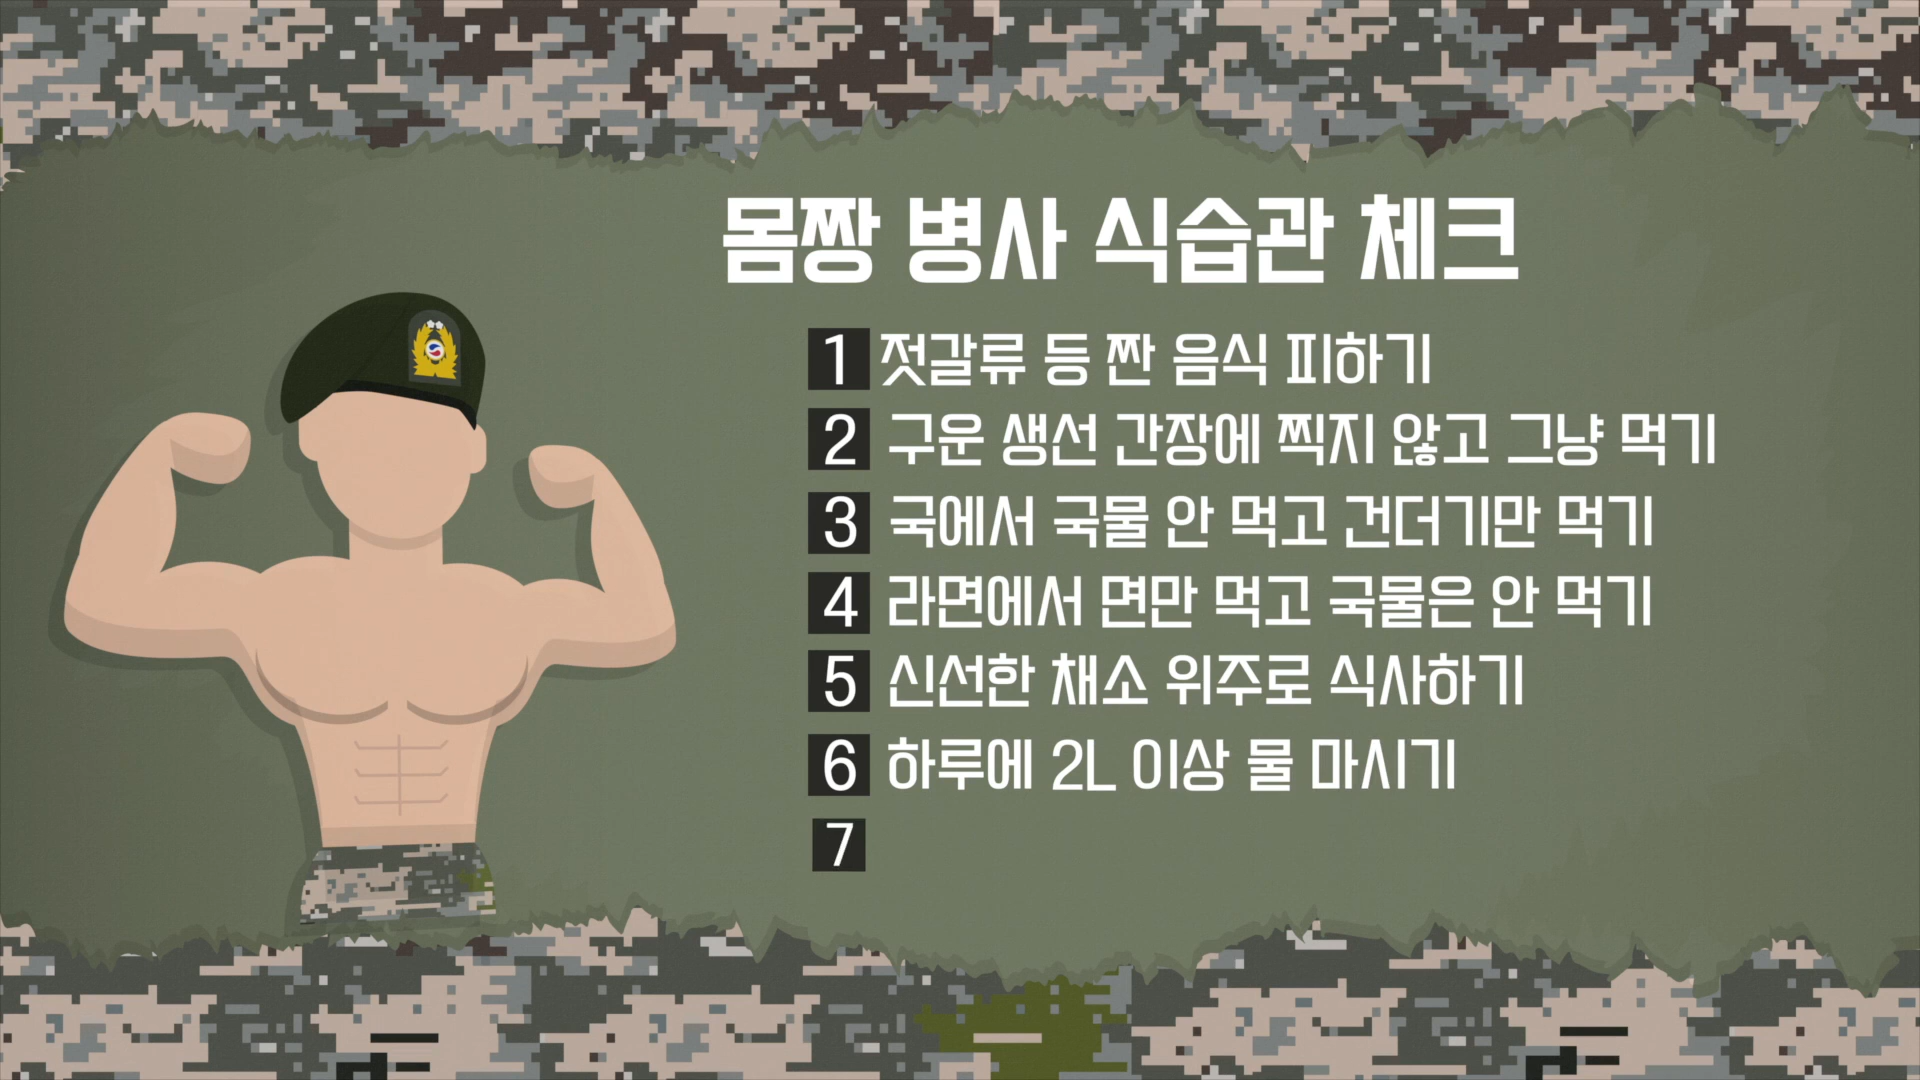 몸짱 병사 식습관 체크
1 젓갈류 등 짠 음식 피하기
2 구운 생선 간장에 찍지 않고 그냥 먹기
3 국에서 국물 안 먹고 건더기만 먹기
4 라면에서 면만 먹고 국물은 안 먹기
5 신선한 채소 위주로 식사하기
6 하루에 2L 이상 물 마시기
7